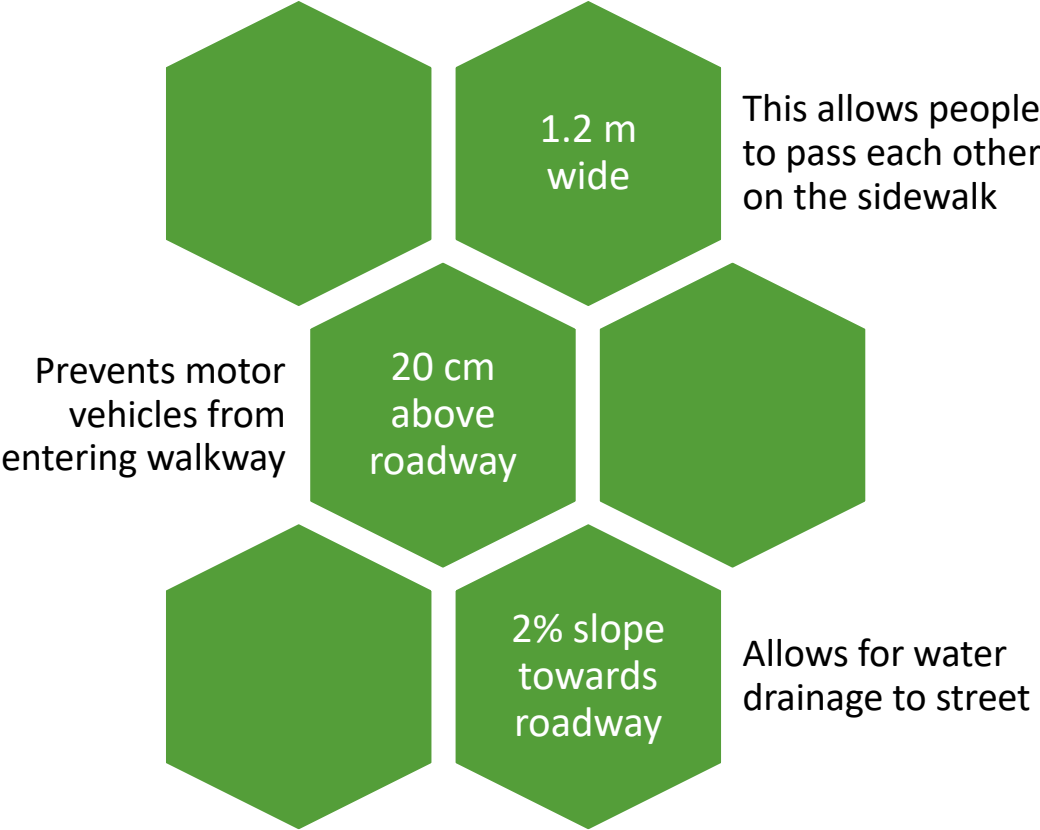 1.2 m
wide
This allows people
to pass each other
on the sidewalk
Prevents motor
vehicles from
entering walkway
20 cm
above
roadway
2% slope
towards
roadway
Allows for water
drainage to street